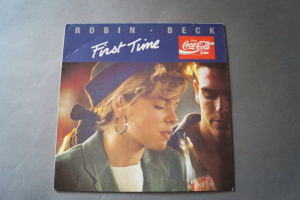 ROBIN · BECK
First Time
Coca-Cola